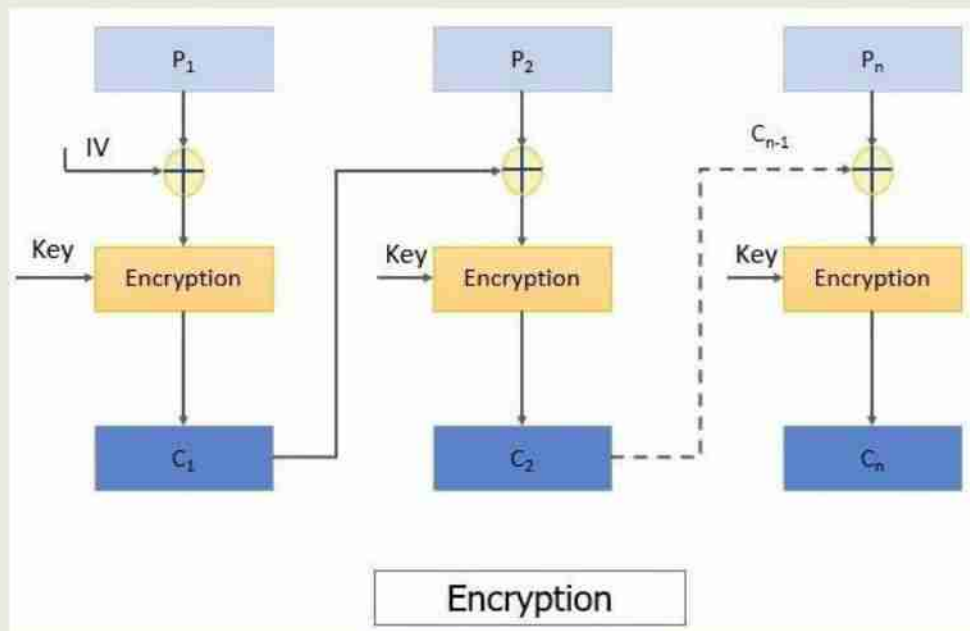 P₁ P₂ Pₙ
IV Cₙ₋₁
Key Key Key
Encryption Encryption Encryption
C₁ C₂ Cₙ
Encryption